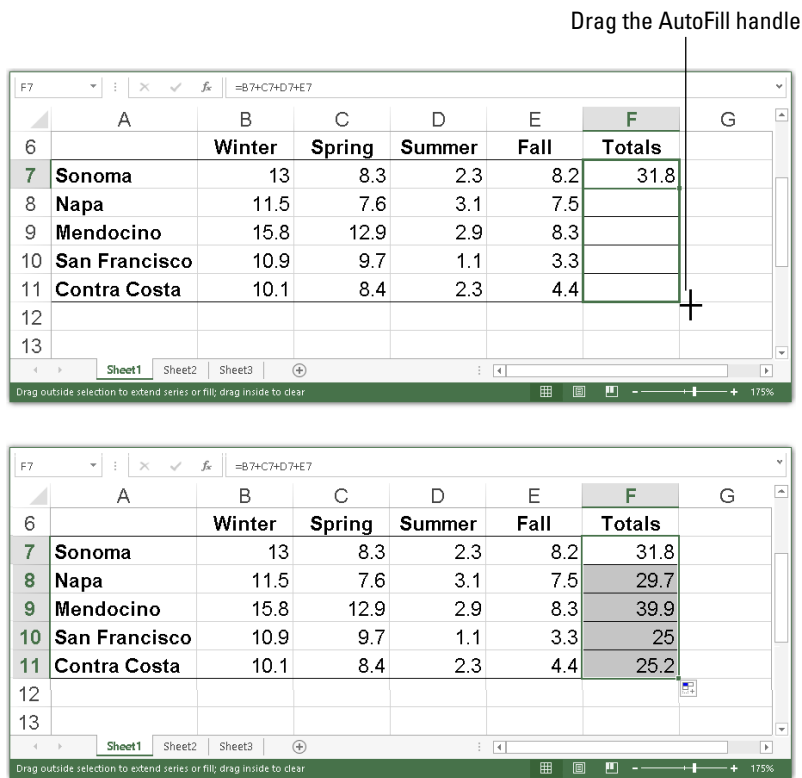 Drag the AutoFill handle
F7 fx =B7+C7+D7+E7
A B C D E F G
6 Winter Spring Summer Fall Totals
7 Sonoma 13 8.3 2.3 8.2 31.8
8 Napa 11.5 7.6 3.1 7.5
9 Mendocino 15.8 12.9 2.9 8.3
10 San Francisco 10.9 9.7 1.1 3.3
11 Contra Costa 10.1 8.4 2.3 4.4
12
13
Sheet1 Sheet2 Sheet3
Drag outside selection to extend series or fill; drag inside to clear 175%
F7 fx =B7+C7+D7+E7
A B C D E F G
6 Winter Spring Summer Fall Totals
7 Sonoma 13 8.3 2.3 8.2 31.8
8 Napa 11.5 7.6 3.1 7.5 29.7
9 Mendocino 15.8 12.9 2.9 8.3 39.9
10 San Francisco 10.9 9.7 1.1 3.3 25
11 Contra Costa 10.1 8.4 2.3 4.4 25.2
12
13
Sheet1 Sheet2 Sheet3
Drag outside selection to extend series or fill; drag inside to clear 175%